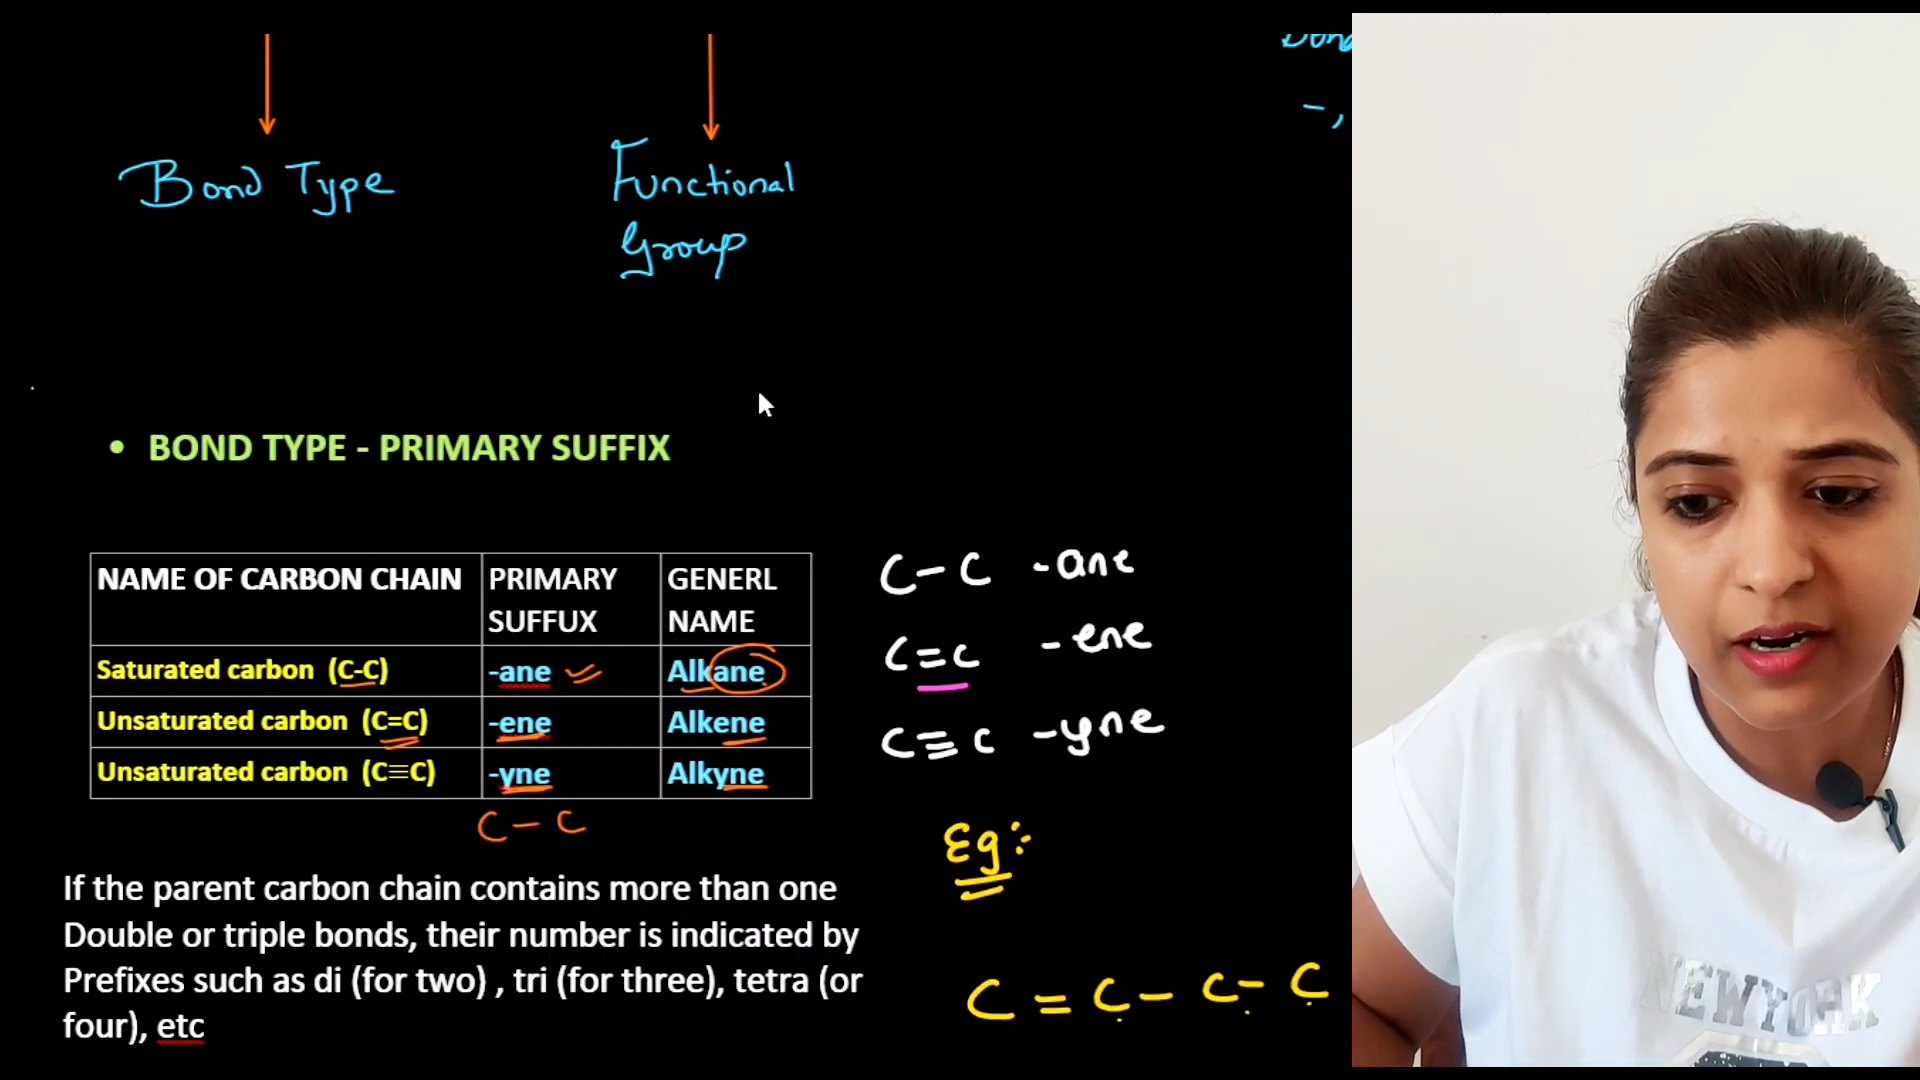 Bond
-,
Bond Type
Functional
Group
• BOND TYPE - PRIMARY SUFFIX
NAME OF CARBON CHAIN PRIMARY SUFFUX GENERL NAME
Saturated carbon (C-C) -ane Alkane
Unsaturated carbon (C=C) -ene Alkene
Unsaturated carbon (C≡C) -yne Alkyne
C - C
C - C -ane
C = C -ene
C ≡ C -yne
Eg:-
C = C - C - C
If the parent carbon chain contains more than one
Double or triple bonds, their number is indicated by
Prefixes such as di (for two) , tri (for three), tetra (or
four), etc
NEWYORK